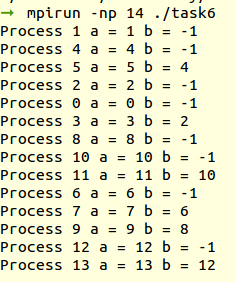 → mpirun -np 14 ./task6
Process 1 a = 1 b = -1
Process 4 a = 4 b = -1
Process 5 a = 5 b = 4
Process 2 a = 2 b = -1
Process 0 a = 0 b = -1
Process 3 a = 3 b = 2
Process 8 a = 8 b = -1
Process 10 a = 10 b = -1
Process 11 a = 11 b = 10
Process 6 a = 6 b = -1
Process 7 a = 7 b = 6
Process 9 a = 9 b = 8
Process 12 a = 12 b = -1
Process 13 a = 13 b = 12